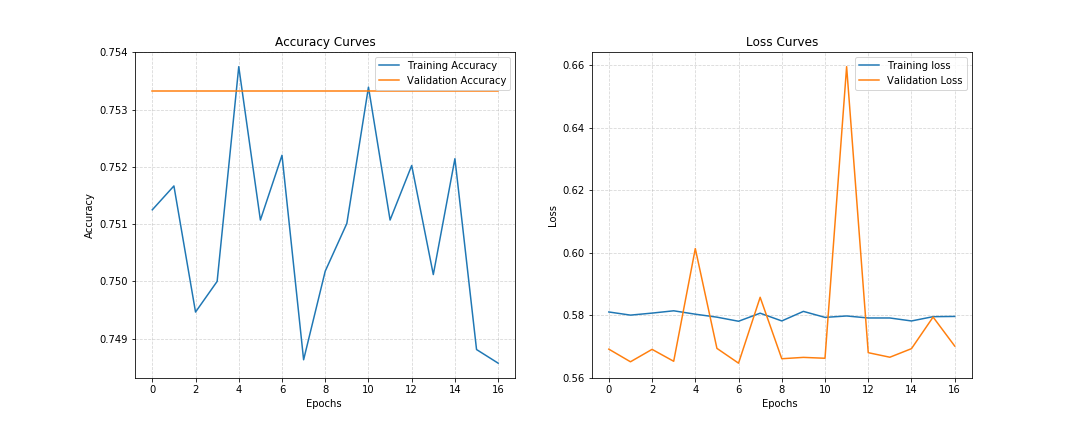 Accuracy Curves
Training Accuracy
Validation Accuracy
0.754
0.753
0.752
0.751
0.750
0.749
Accuracy
0 2 4 6 8 10 12 14 16
Epochs
Loss Curves
Training loss
Validation Loss
0.66
0.64
0.62
0.60
0.58
0.56
Loss
0 2 4 6 8 10 12 14 16
Epochs